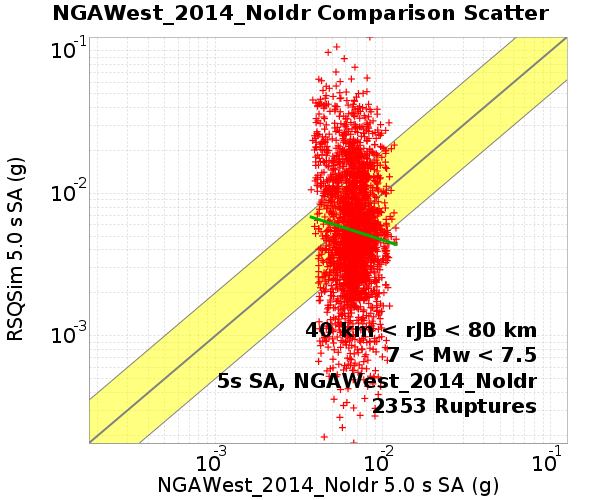 NGAWest_2014_NoIdr Comparison Scatter
10-1
10-2
10-3
RSQSim 5.0 s SA (g)
40 km < rJB < 80 km
7 < Mw < 7.5
5s SA, NGAWest_2014_NoIdr
2353 Ruptures
10-3 10-2 10-1
NGAWest_2014_NoIdr 5.0 s SA (g)